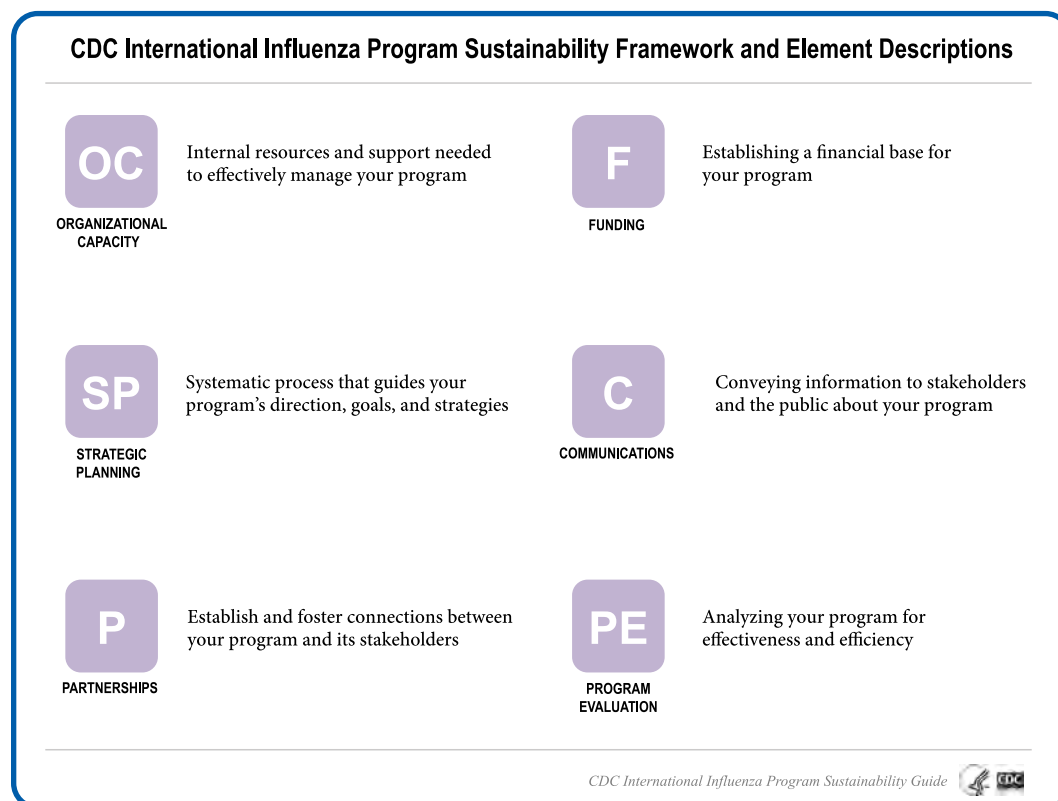 CDC International Influenza Program Sustainability Framework and Element Descriptions
OC
ORGANIZATIONAL
CAPACITY
Internal resources and support needed
to effectively manage your program
F
FUNDING
Establishing a financial base for
your program
SP
STRATEGIC
PLANNING
Systematic process that guides your
program’s direction, goals, and strategies
C
COMMUNICATIONS
Conveying information to stakeholders
and the public about your program
P
PARTNERSHIPS
Establish and foster connections between
your program and its stakeholders
PE
PROGRAM
EVALUATION
Analyzing your program for
effectiveness and efficiency
CDC International Influenza Program Sustainability Guide
CDC